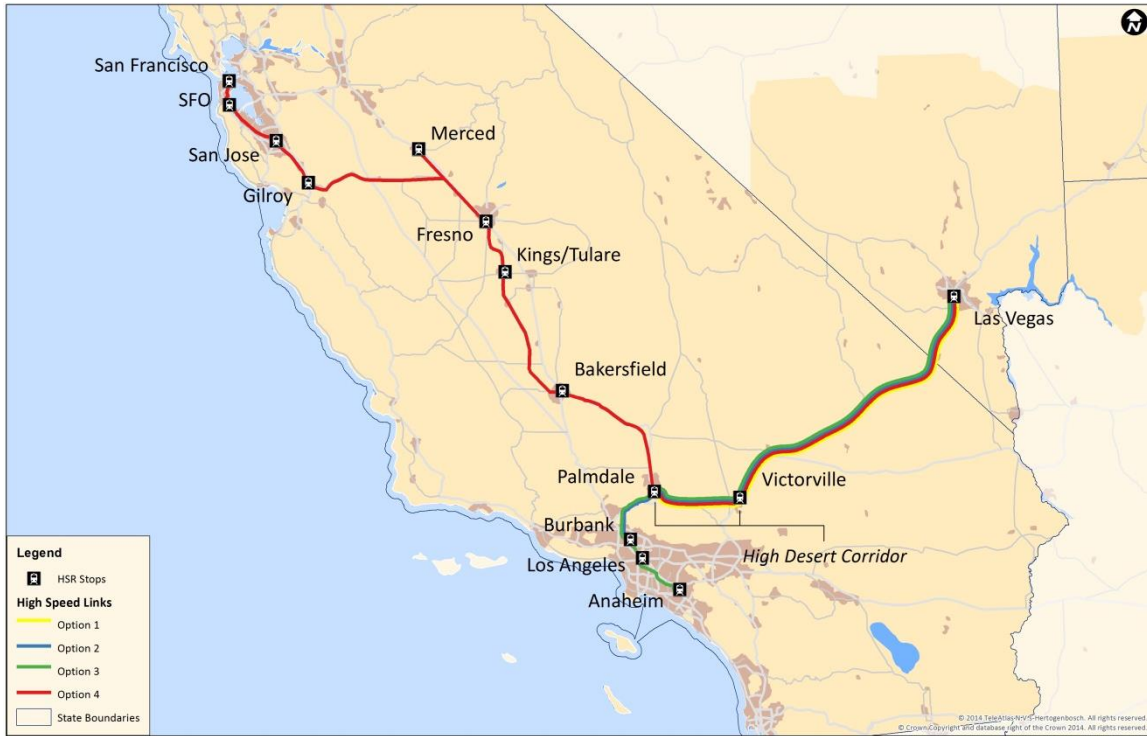 N
San Francisco
SFO
San Jose
Gilroy
Merced
Fresno
Kings/Tulare
Bakersfield
Las Vegas
Palmdale
Victorville
Burbank
High Desert Corridor
Los Angeles
Anaheim
Legend
HSR Stops
High Speed Links
Option 1
Option 2
Option 3
Option 4
State Boundaries
© 2014 TeleAtlas N.V.'s-Hertogenbosch. All rights reserved.
© Crown Copyright and database right of the Crown 2014. All rights reserved.